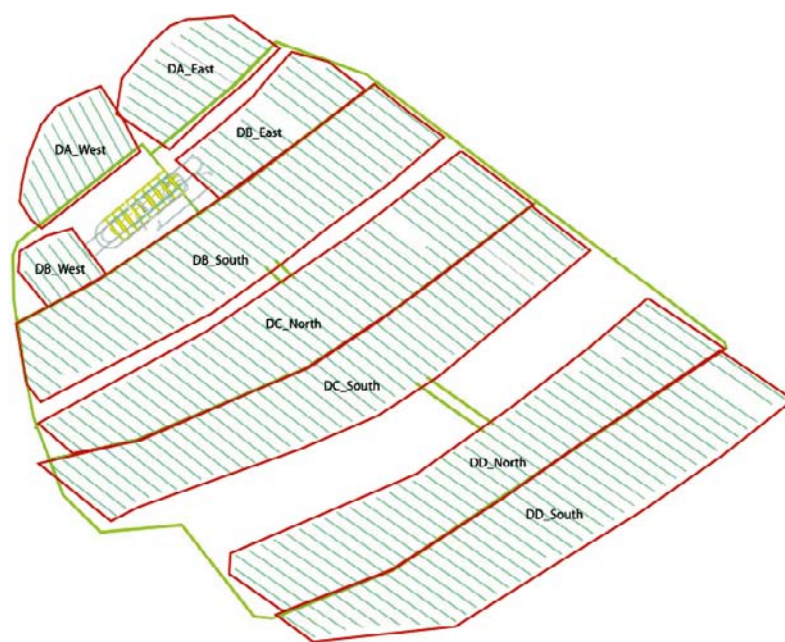 DA_East
DB_East
DA_West
DB_South
DB_West
DC_North
DC_South
DD_North
DD_South